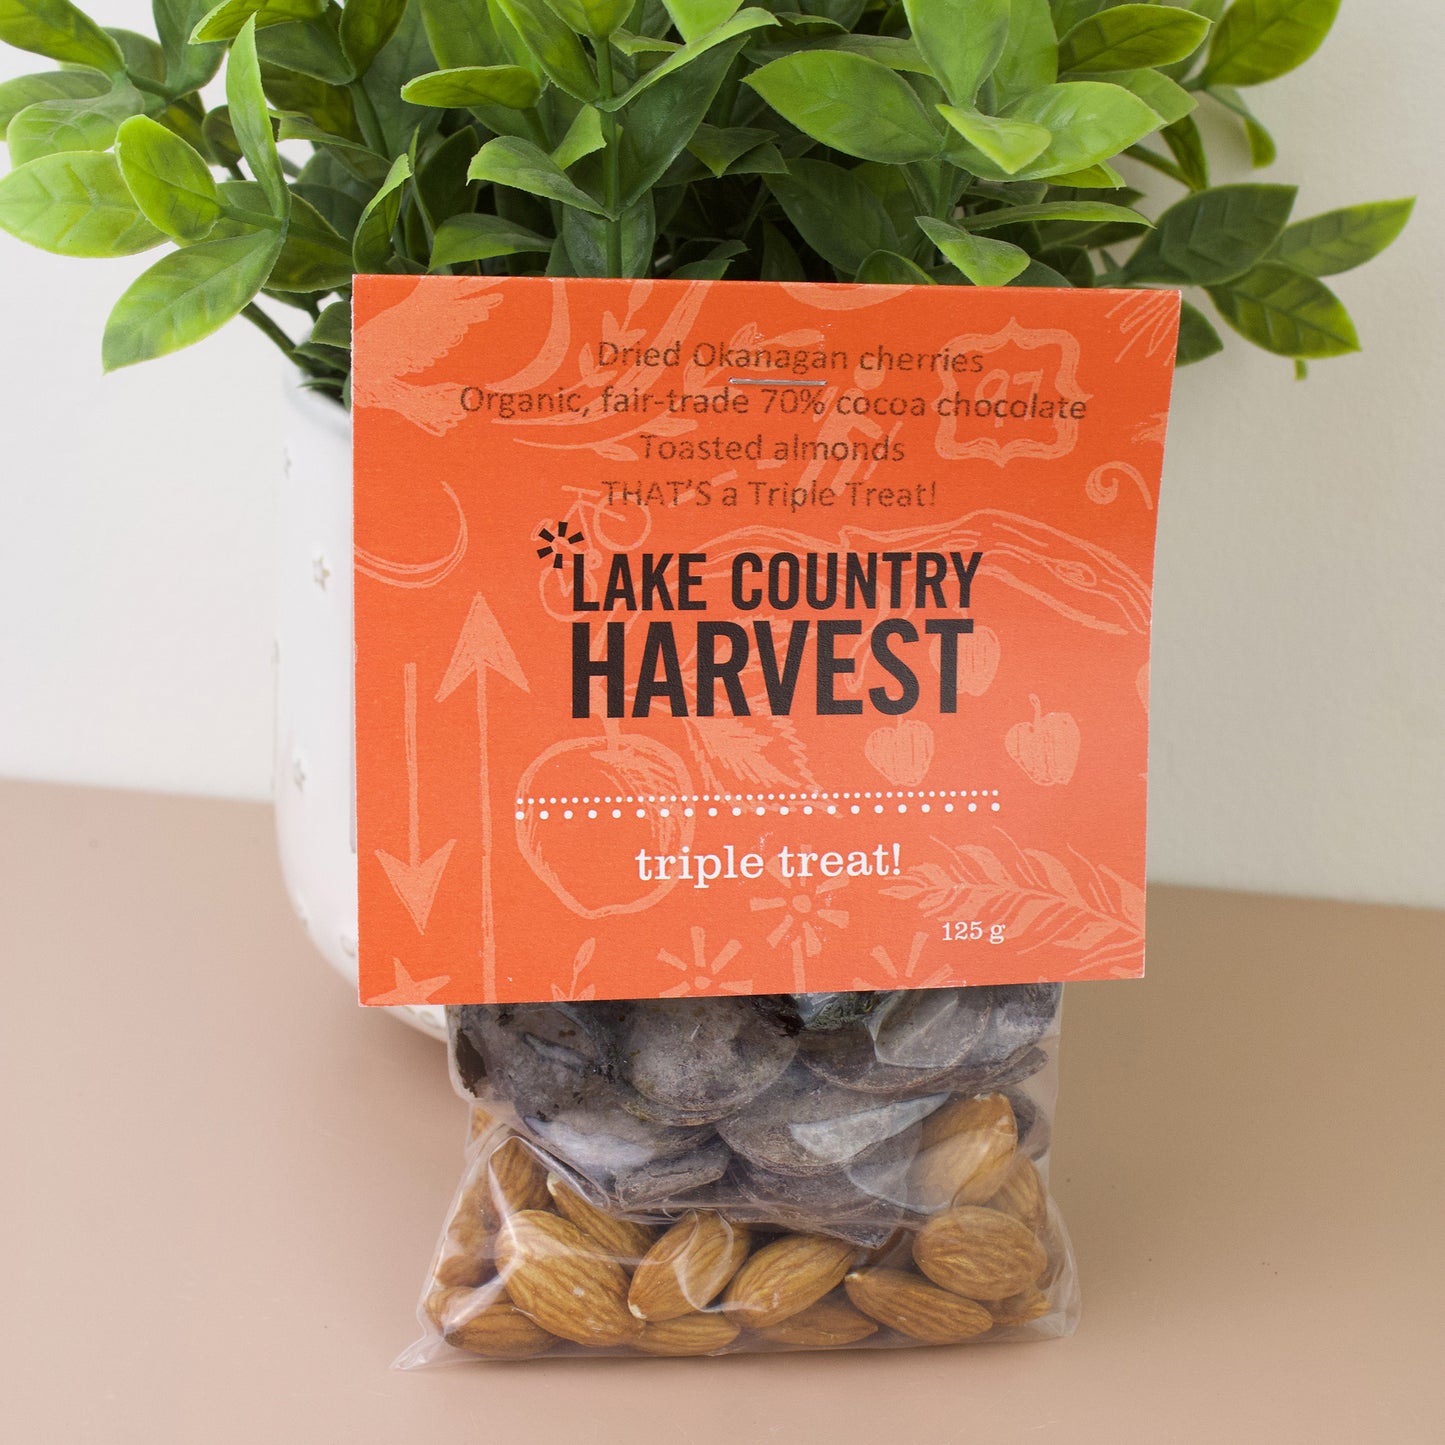 Dried Okanagan cherries
Organic, fair-trade 70% cocoa chocolate
Toasted almonds
THAT'S a Triple Treat!
97
LAKE COUNTRY
HARVEST
triple treat!
125 g